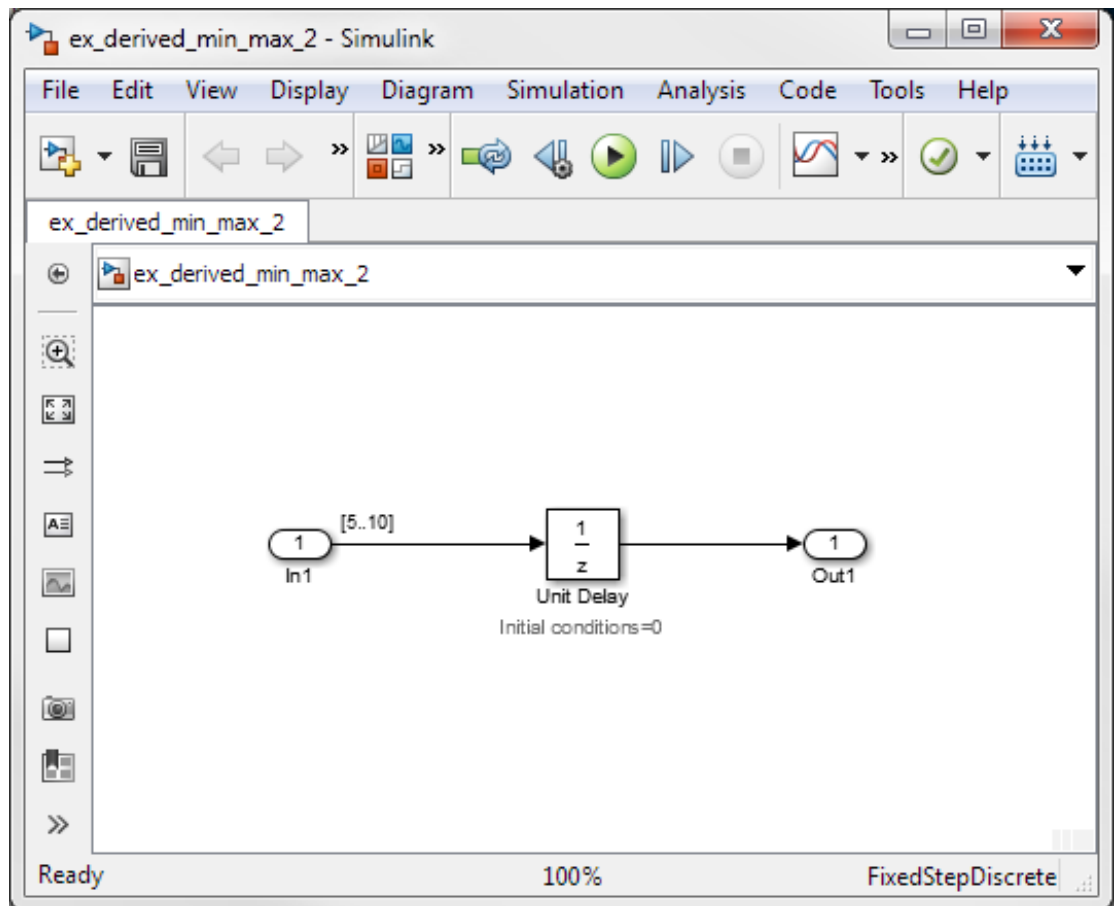 ex_derived_min_max_2 - Simulink
File Edit View Display Diagram Simulation Analysis Code Tools Help
ex_derived_min_max_2
ex_derived_min_max_2
[5..10]
1
In1
1
z
Unit Delay
Initial conditions=0
1
Out1
Ready 100% FixedStepDiscrete